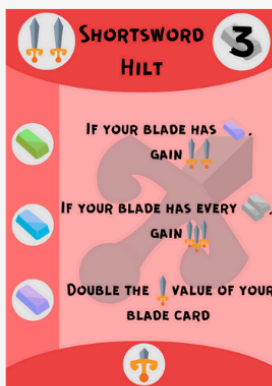 SHORTSWORD
HILT
3
IF YOUR BLADE HAS .
GAIN
IF YOUR BLADE HAS EVERY .
GAIN
DOUBLE THE VALUE OF YOUR
BLADE CARD